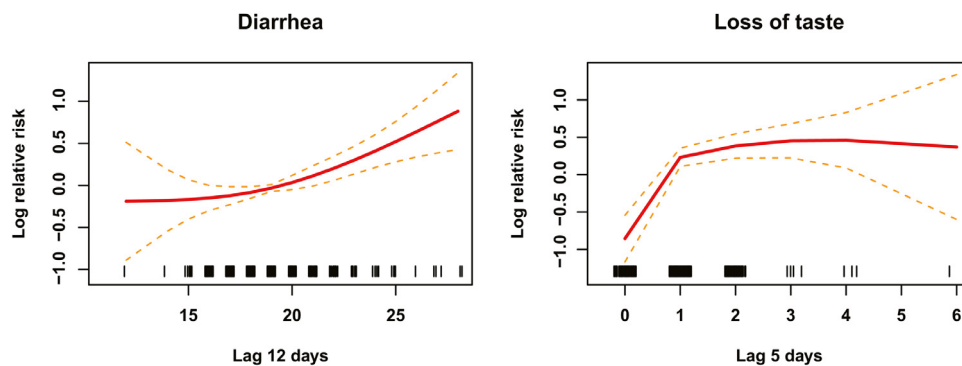 Diarrhea
Log relative risk
1.0
0.5
0.0
−0.5
−1.0
15 20 25
Lag 12 days
Loss of taste
Log relative risk
1.0
0.5
0.0
−0.5
−1.0
0 1 2 3 4 5 6
Lag 5 days